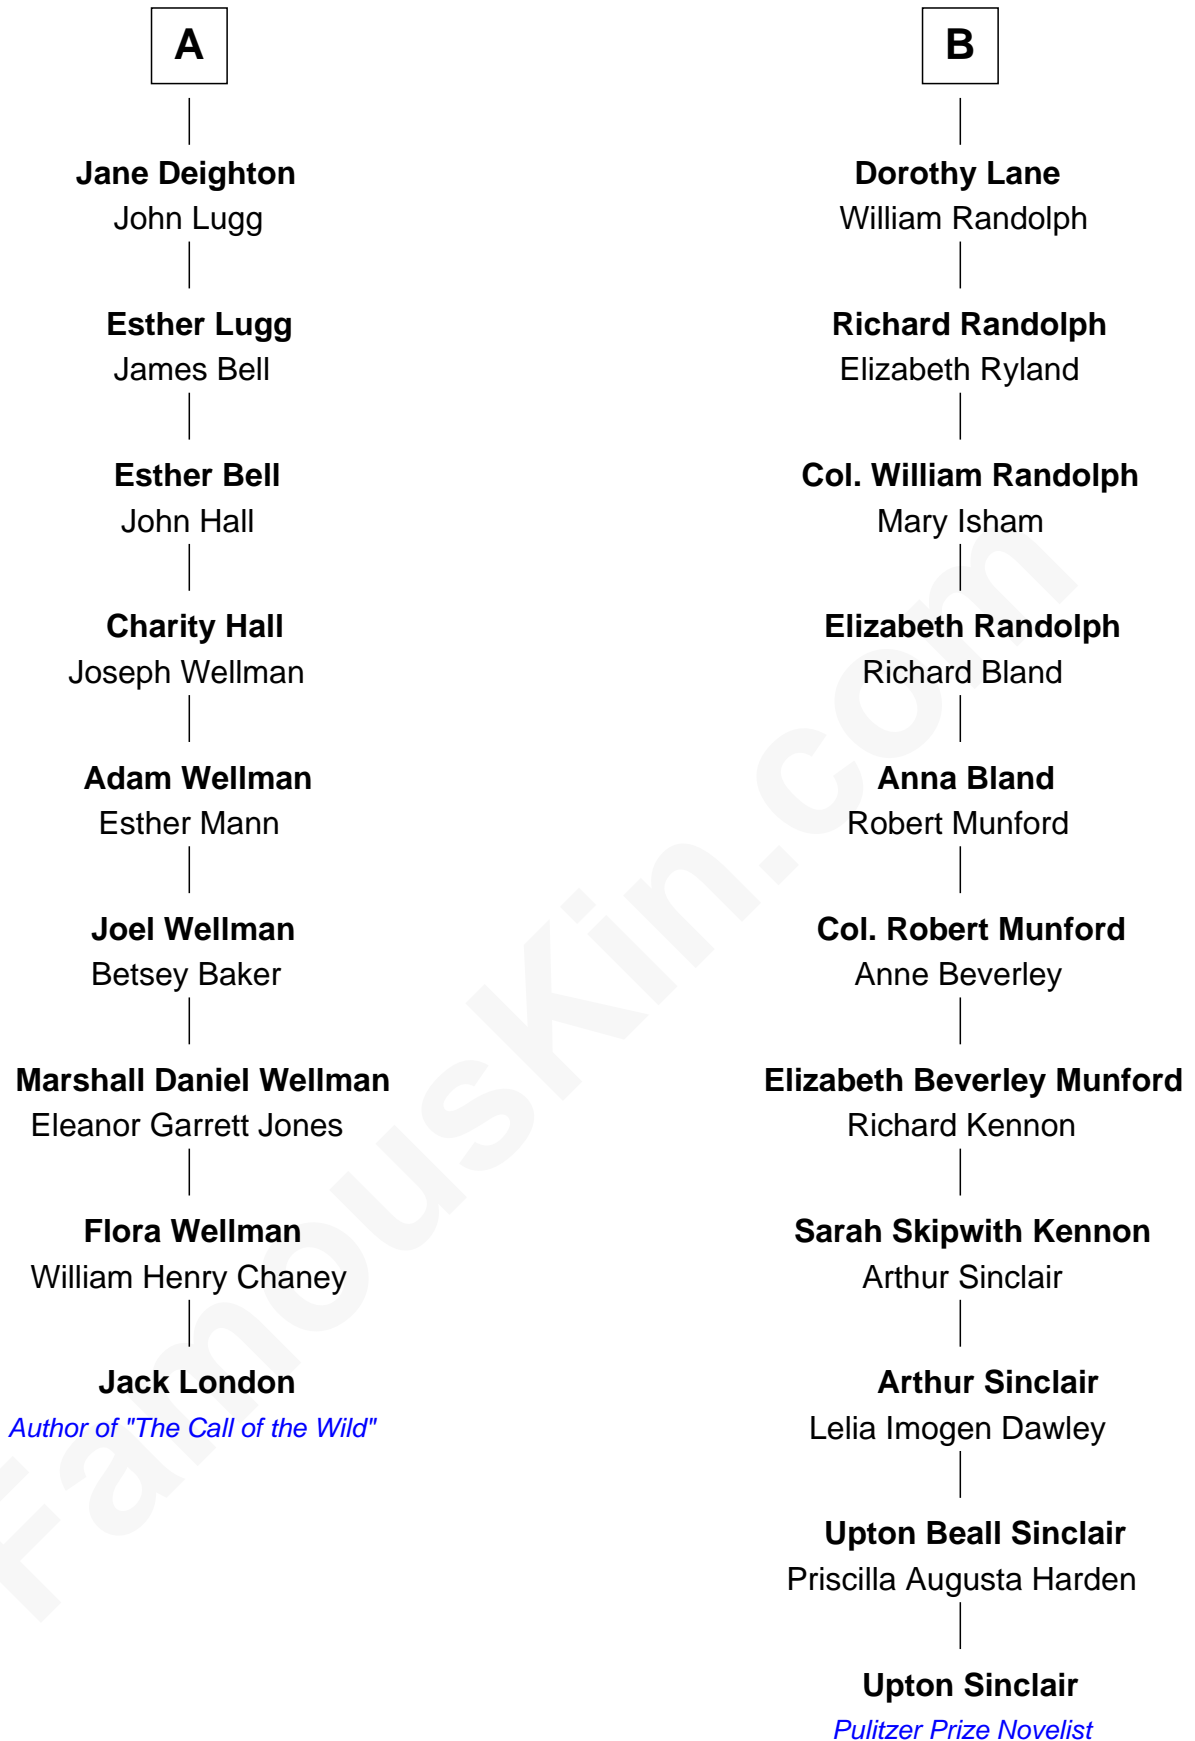 A
Jane Deighton
John Lugg
Esther Lugg
James Bell
Esther Bell
John Hall
Charity Hall
Joseph Wellman
Adam Wellman
Esther Mann
Joel Wellman
Betsey Baker
Marshall Daniel Wellman
Eleanor Garrett Jones
Flora Wellman
William Henry Chaney
Jack London
Author of "The Call of the Wild"
B
Dorothy Lane
William Randolph
Richard Randolph
Elizabeth Ryland
Col. William Randolph
Mary Isham
Elizabeth Randolph
Richard Bland
Anna Bland
Robert Munford
Col. Robert Munford
Anne Beverley
Elizabeth Beverley Munford
Richard Kennon
Sarah Skipwith Kennon
Arthur Sinclair
Arthur Sinclair
Lelia Imogen Dawley
Upton Beall Sinclair
Priscilla Augusta Harden
Upton Sinclair
Pulitzer Prize Novelist
FamousKin.com